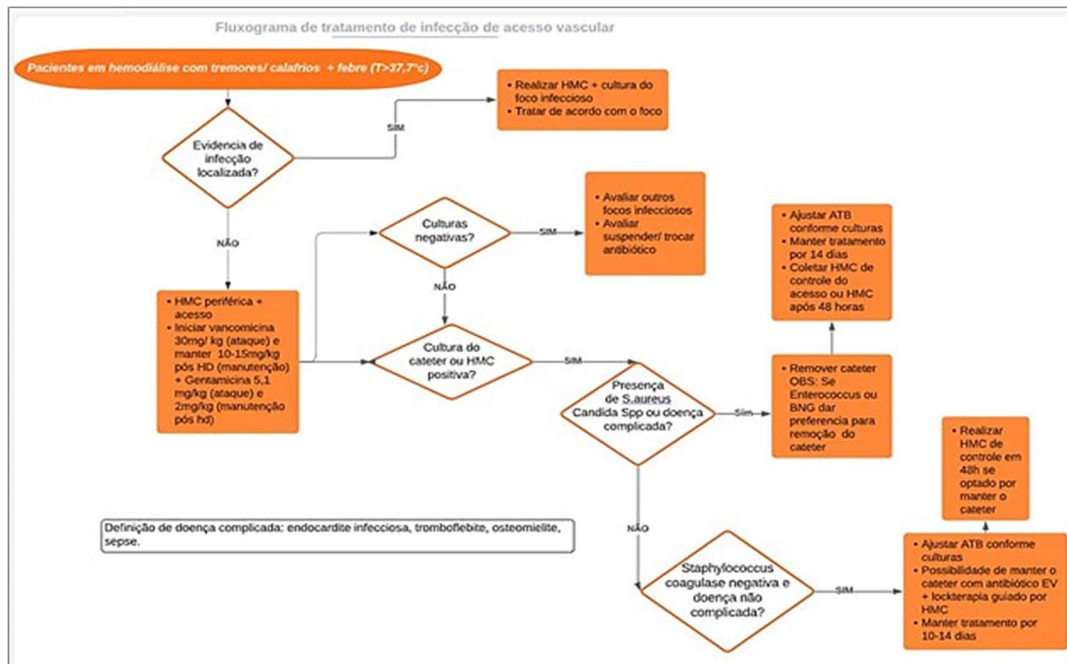 Fluxograma de tratamento de infecção de acesso vascular
Pacientes em hemodiálise com tremores/ calafrios + febre (T>37,7°c)
• Realizar HMC + cultura do
foco infeccioso
• Tratar de acordo com o foco
SIM
Evidencia de
infecção
localizada?
NÃO
• HMC periférica +
acesso
• Iniciar vancomicina
30mg/ kg (ataque) e
manter 10-15mg/kg
pós HD (manutenção)
+ Gentamicina 5,1
mg/kg (ataque) e
2mg/kg (manutenção
pós hd)
Culturas
negativas?
SIM
• Avaliar outros
focos infecciosos
• Avaliar
suspender/ trocar
antibiótico
NÃO
Cultura do
cateter ou HMC
positiva?
SIM
Presença
de S.aureus
Candida Spp ou doença
complicada?
Sim
• Remover cateter
OBS: Se
Enterococcus ou
BNG dar
preferencia para
remoção do
cateter
• Ajustar ATB
conforme culturas
• Manter tratamento
por 14 dias
• Coletar HMC de
controle do
acesso ou HMC
após 48 horas
NÃO
Staphylococcus
coagulase negativa e
doença não
complicada?
SIM
• Ajustar ATB conforme
culturas
• Possibilidade de manter o
cateter com antibiótico EV
+ lockterapia guiado por
HMC
• Manter tratamento por
10-14 dias
• Realizar
HMC de
controle em
48h se
optado por
manter o
cateter
Definição de doença complicada: endocardite infecciosa, tromboflebite, osteomielite,
sepse.